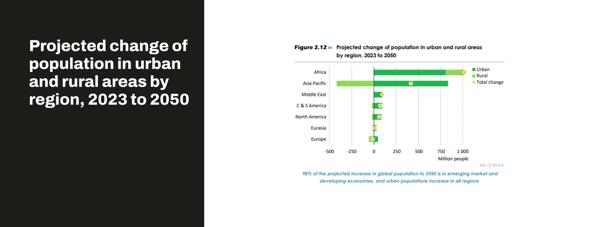 Projected change of
population in urban
and rural areas by
region, 2023 to 2050
Figure 2.12 ▹ Projected change of population in urban and rural areas
by region, 2023 to 2050
Africa
Asia Pacific
Middle East
C & S America
North America
Eurasia
Europe
-500 -250 0 250 500 750 1 000
Million people
Urban
Rural
Total change
IEA. CC BY 4.0.
98% of the projected increase in global population to 2050 is in emerging market and
developing economies, and urban populations increase in all regions